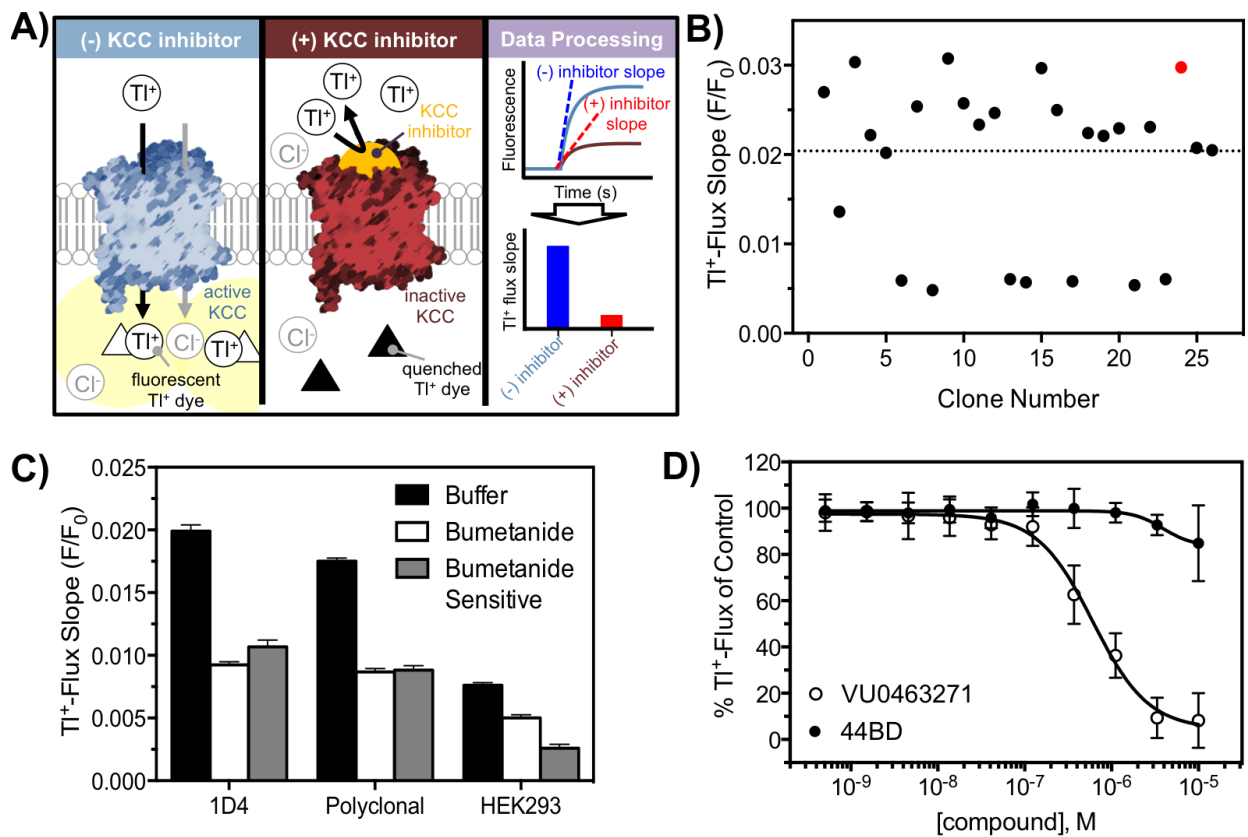 A)
(-) KCC inhibitor
(+) KCC inhibitor
Data Processing
Tl⁺
active
KCC
Tl⁺
Cl⁻
Tl⁺
Cl⁻
fluorescent
Tl⁺ dye
Tl⁺
Tl⁺
Tl⁺
Cl⁻
KCC
inhibitor
inactive
KCC
Cl⁻
quenched
Tl⁺ dye
(-) inhibitor slope
(+) inhibitor
slope
Fluorescence
Time (s)
Tl⁺ flux slope
(-) inhibitor
(+) inhibitor
B)
Tl⁺-Flux Slope (F/F₀)
0.03
0.02
0.01
0.00
0 5 10 15 20 25
Clone Number
C)
Tl⁺-Flux Slope (F/F₀)
0.025
0.020
0.015
0.010
0.005
0.000
Buffer
Bumetanide
Bumetanide
Sensitive
1D4 Polyclonal HEK293
D)
% Tl⁺-Flux of Control
120
100
80
60
40
20
0
VU0463271
44BD
10⁻⁹ 10⁻⁸ 10⁻⁷ 10⁻⁶ 10⁻⁵
[compound], M